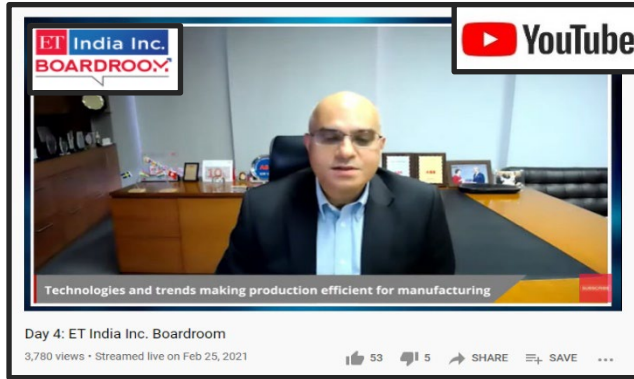 ET India Inc.
BOARDROOM
YouTube
Technologies and trends making production efficient for manufacturing
SUBSCRIBE
Day 4: ET India Inc. Boardroom
3,780 views • Streamed live on Feb 25, 2021
53 5 SHARE SAVE ...